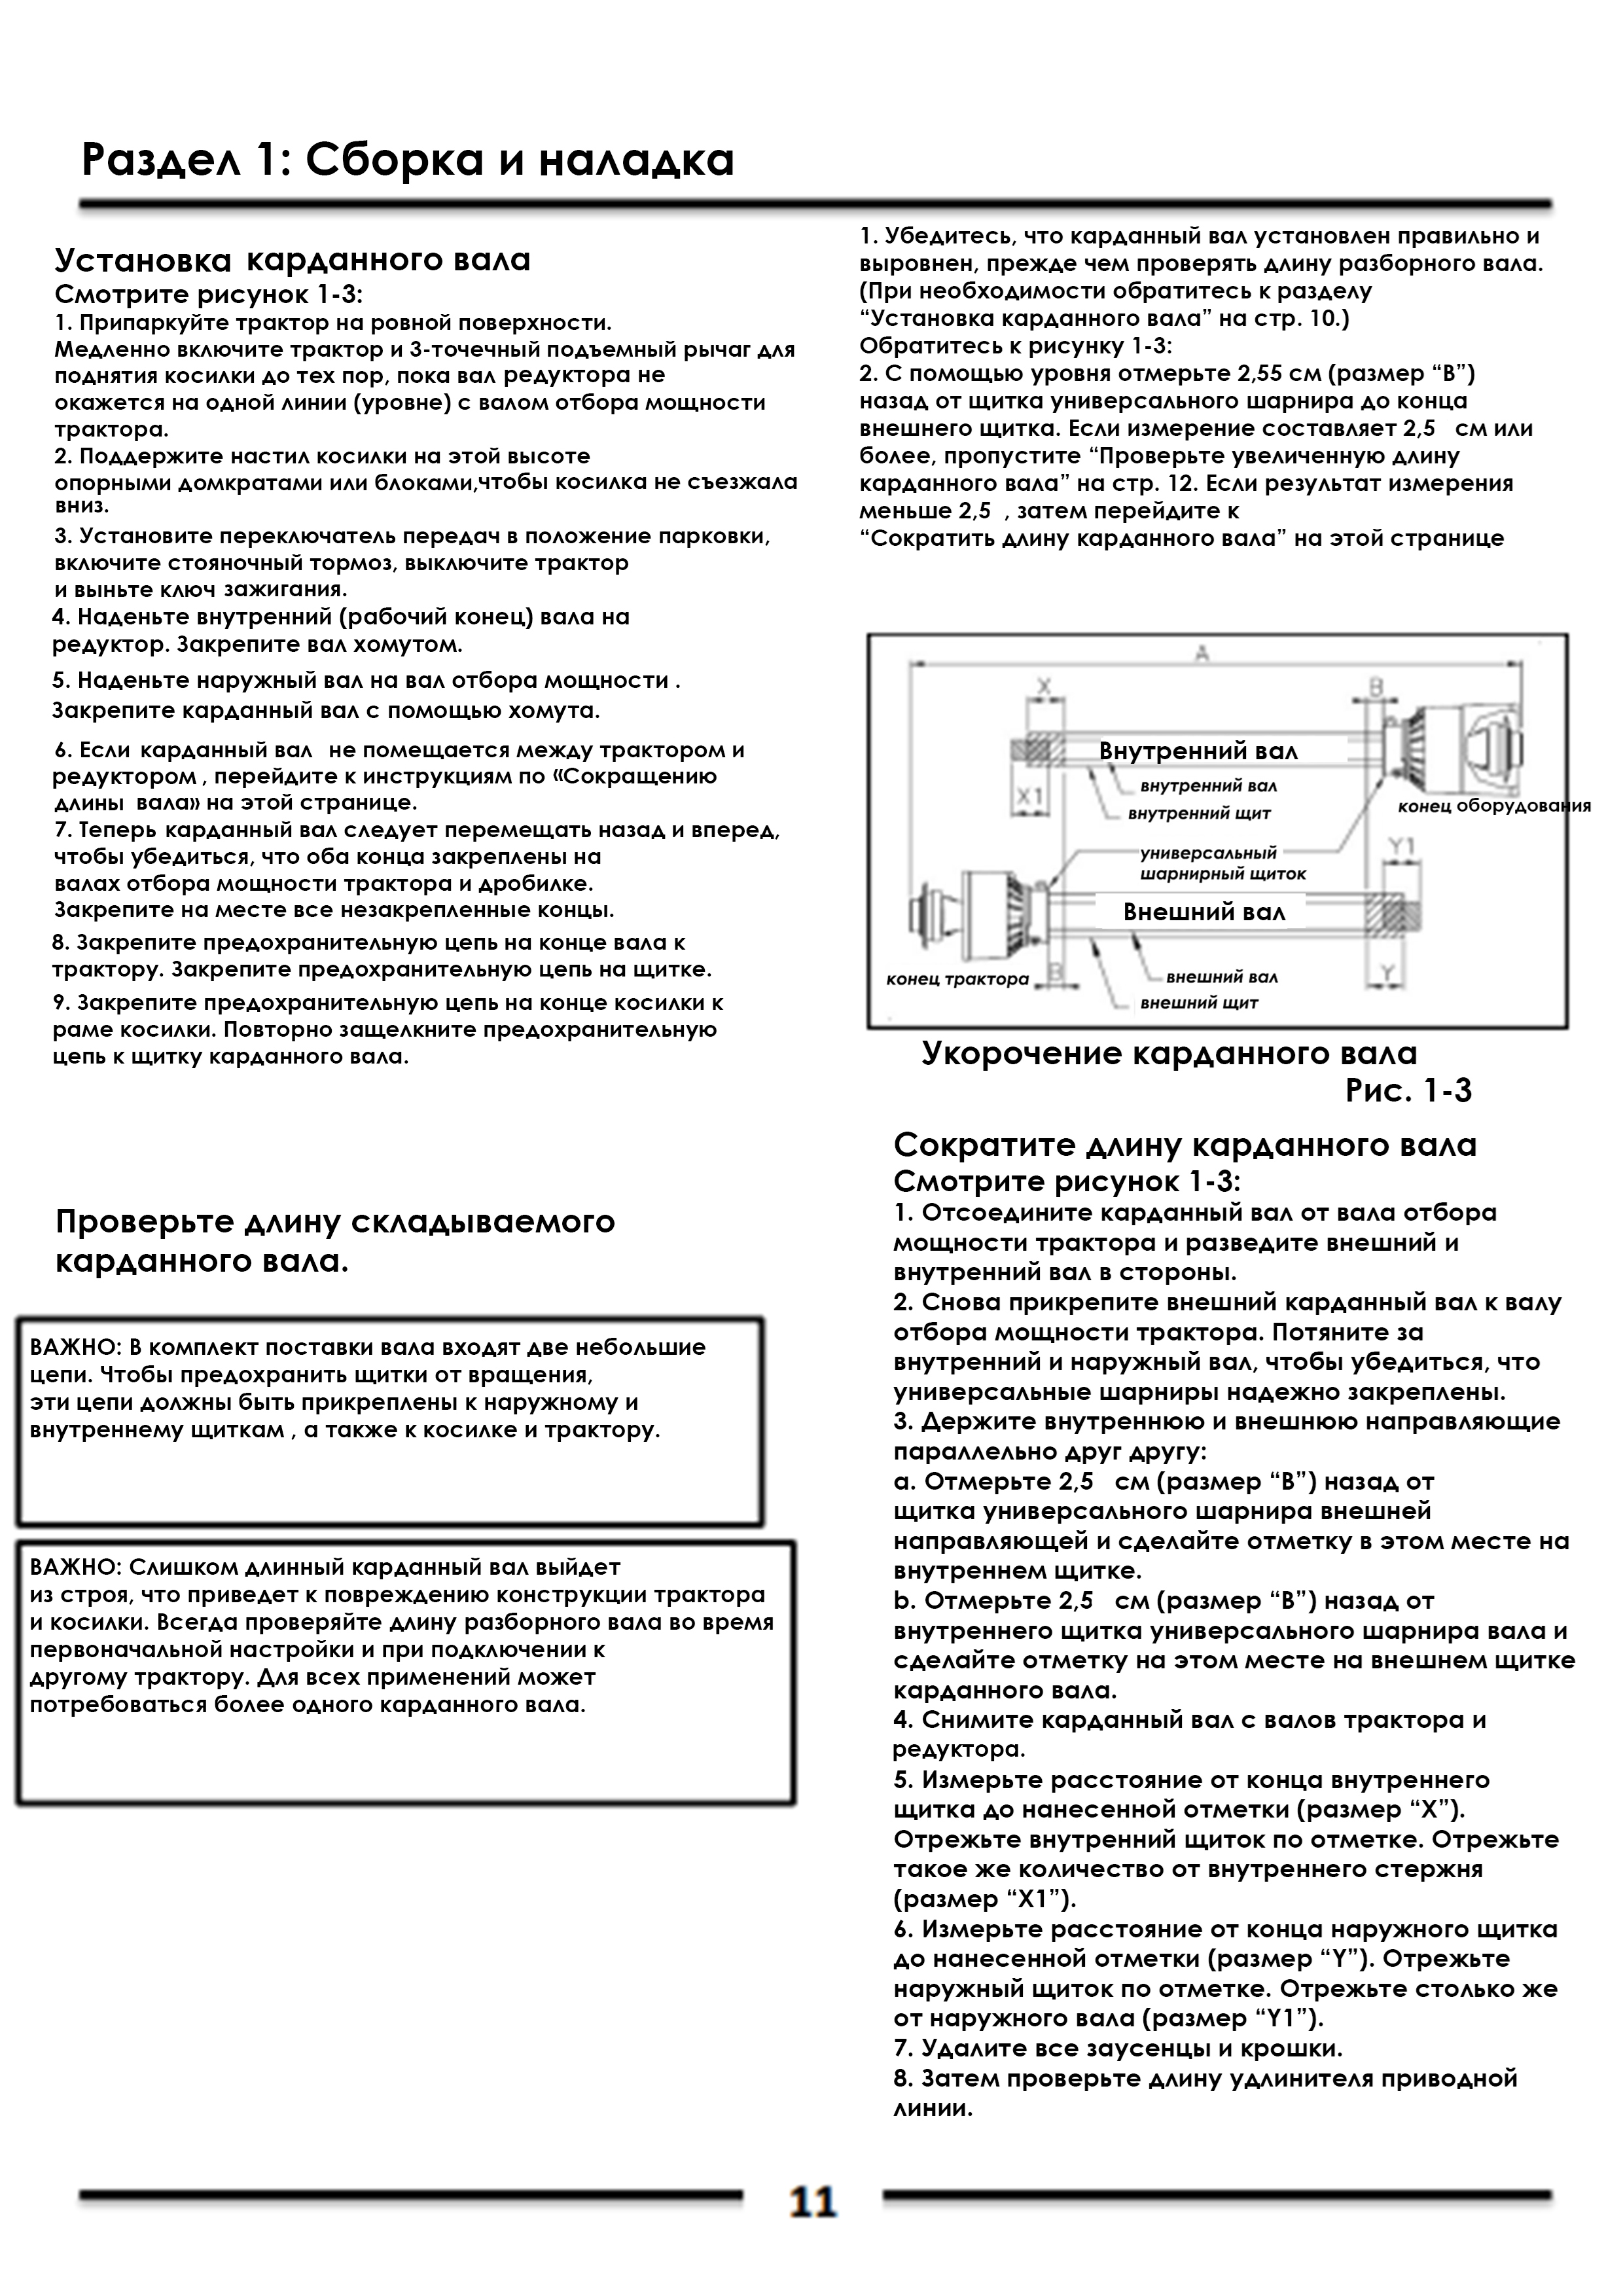 Раздел 1: Сборка и наладка
Установка карданного вала
Смотрите рисунок 1-3:
1. Припаркуйте трактор на ровной поверхности.
Медленно включите трактор и 3-точечный подъемный рычаг для
поднятия косилки до тех пор, пока вал редуктора не
окажется на одной линии (уровне) с валом отбора мощности
трактора.
2. Поддержите настил косилки на этой высоте
опорными домкратами или блоками,чтобы косилка не съезжала
вниз.
3. Установите переключатель передач в положение парковки,
включите стояночный тормоз, выключите трактор
и выньте ключ зажигания.
4. Наденьте внутренний (рабочий конец) вала на
редуктор. Закрепите вал хомутом.
5. Наденьте наружный вал на вал отбора мощности .
Закрепите карданный вал с помощью хомута.
6. Если карданный вал не помещается между трактором и
редуктором , перейдите к инструкциям по «Сокращению
длины вала» на этой странице.
7. Теперь карданный вал следует перемещать назад и вперед,
чтобы убедиться, что оба конца закреплены на
валах отбора мощности трактора и дробилке.
Закрепите на месте все незакрепленные концы.
8. Закрепите предохранительную цепь на конце вала к
трактору. Закрепите предохранительную цепь на щитке.
9. Закрепите предохранительную цепь на конце косилки к
раме косилки. Повторно защелкните предохранительную
цепь к щитку карданного вала.
Проверьте длину складываемого
карданного вала.
ВАЖНО: В комплект поставки вала входят две небольшие
цепи. Чтобы предохранить щитки от вращения,
эти цепи должны быть прикреплены к наружному и
внутреннему щиткам , а также к косилке и трактору.
ВАЖНО: Слишком длинный карданный вал выйдет
из строя, что приведет к повреждению конструкции трактора
и косилки. Всегда проверяйте длину разборного вала во время
первоначальной настройки и при подключении к
другому трактору. Для всех применений может
потребоваться более одного карданного вала.
1. Убедитесь, что карданный вал установлен правильно и
выровнен, прежде чем проверять длину разборного вала.
(При необходимости обратитесь к разделу
“Установка карданного вала” на стр. 10.)
Обратитесь к рисунку 1-3:
2. С помощью уровня отмерьте 2,55 см (размер “B”)
назад от щитка универсального шарнира до конца
внешнего щитка. Если измерение составляет 2,5 см или
более, пропустите “Проверьте увеличенную длину
карданного вала” на стр. 12. Если результат измерения
меньше 2,5 , затем перейдите к
“Сократить длину карданного вала” на этой странице
A
X
B
Внутренний вал
внутренний вал
X1
внутренний щит
конец оборудования
Y1
универсальный
шарнирный щиток
Внешний вал
конец трактора
B
внешний вал
Y
внешний щит
Укорочение карданного вала
Рис. 1-3
Сократите длину карданного вала
Смотрите рисунок 1-3:
1. Отсоедините карданный вал от вала отбора
мощности трактора и разведите внешний и
внутренний вал в стороны.
2. Снова прикрепите внешний карданный вал к валу
отбора мощности трактора. Потяните за
внутренний и наружный вал, чтобы убедиться, что
универсальные шарниры надежно закреплены.
3. Держите внутреннюю и внешнюю направляющие
параллельно друг другу:
a. Отмерьте 2,5 см (размер “B”) назад от
щитка универсального шарнира внешней
направляющей и сделайте отметку в этом месте на
внутреннем щитке.
b. Отмерьте 2,5 см (размер “B”) назад от
внутреннего щитка универсального шарнира вала и
сделайте отметку на этом месте на внешнем щитке
карданного вала.
4. Снимите карданный вал с валов трактора и
редуктора.
5. Измерьте расстояние от конца внутреннего
щитка до нанесенной отметки (размер “X”).
Отрежьте внутренний щиток по отметке. Отрежьте
такое же количество от внутреннего стержня
(размер “X1”).
6. Измерьте расстояние от конца наружного щитка
до нанесенной отметки (размер “Y”). Отрежьте
наружный щиток по отметке. Отрежьте столько же
от наружного вала (размер “Y1”).
7. Удалите все заусенцы и крошки.
8. Затем проверьте длину удлинителя приводной
линии.
11